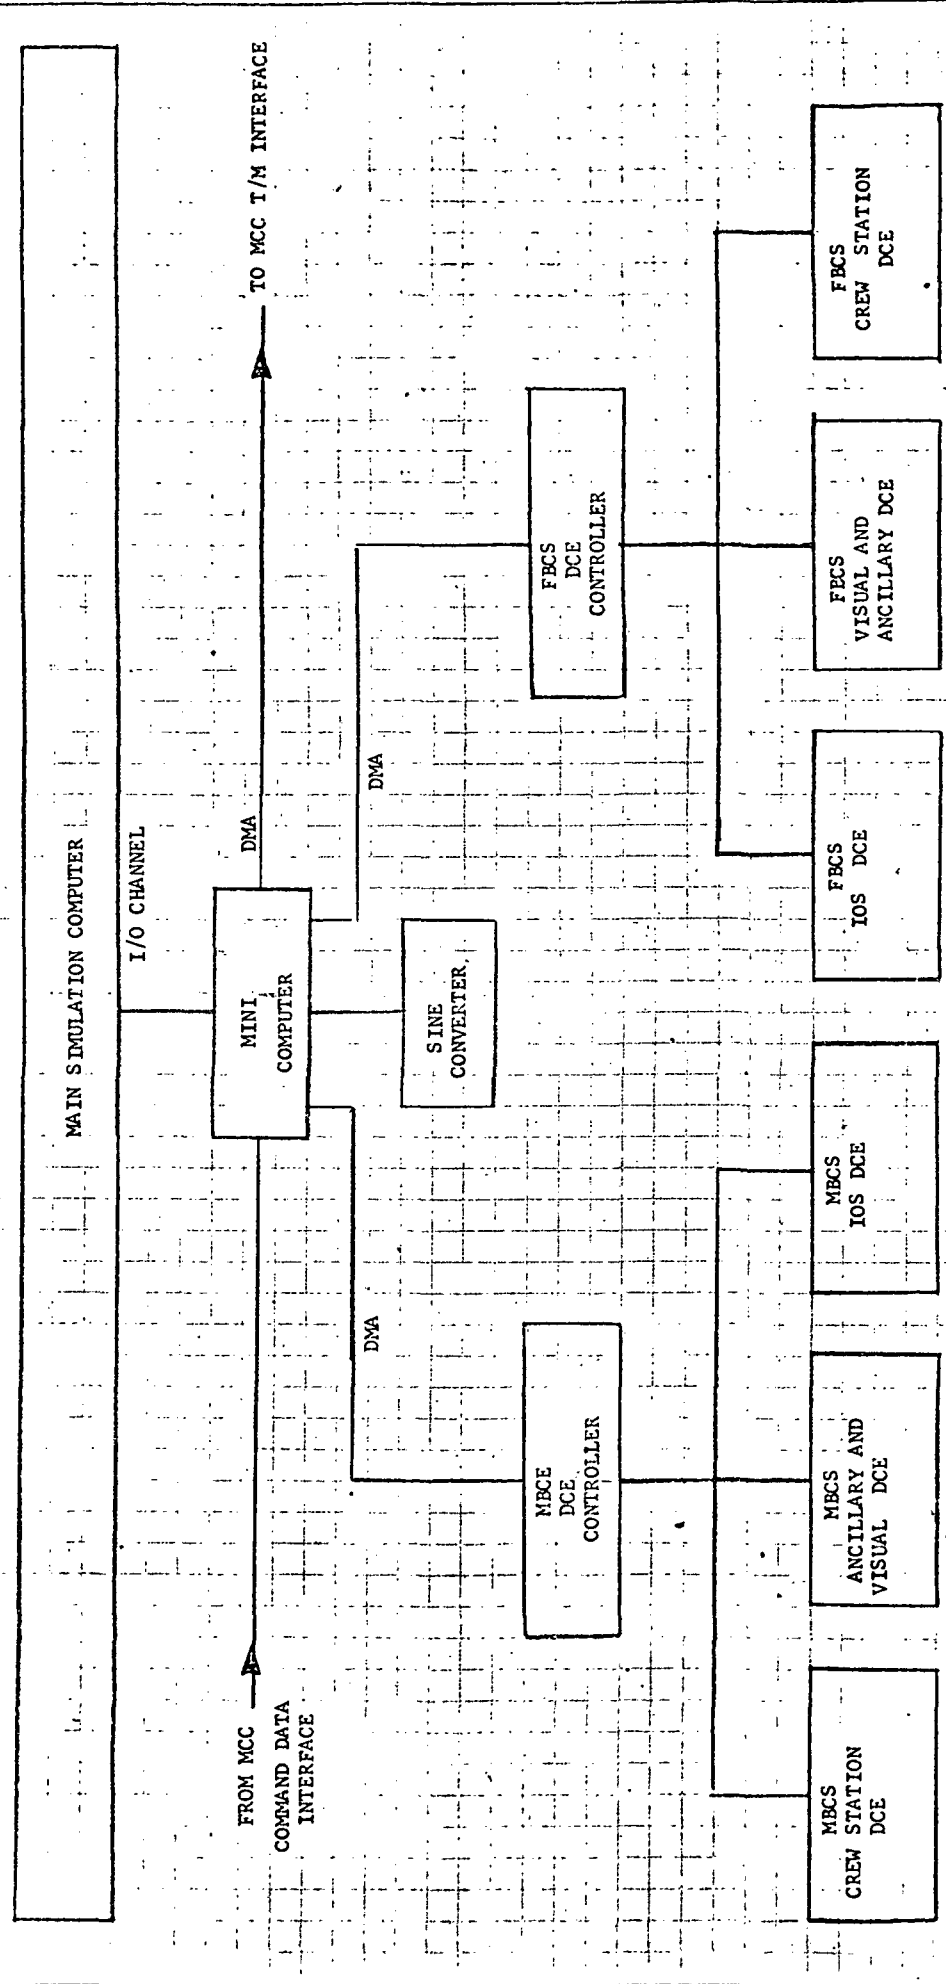 MAIN SIMULATION COMPUTER
I/O CHANNEL
FROM MCC
COMMAND DATA
INTERFACE
MINI
COMPUTER
DMA
TO MCC T/M INTERFACE
DMA
DMA
SINE
CONVERTER
MBCE
DCE
CONTROLLER
FBCS
DCE
CONTROLLER
MBCS
CREW STATION
DCE
MBCS
ANCILLARY AND
VISUAL DCE
MBCS
IOS DCE
FBCS
IOS DCE
FBCS
VISUAL AND
ANCILLARY DCE
FBCS
CREW STATION
DCE